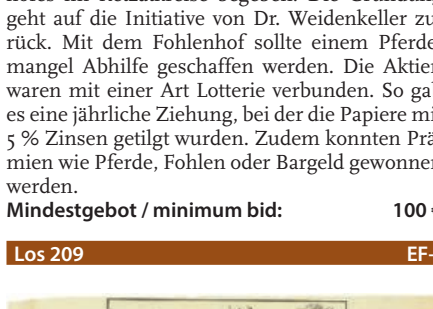 geht auf die Initiative von Dr. Weidenkeller zu
rück. Mit dem Fohlenhof sollte einem Pferde
mangel Abhilfe geschaffen werden. Die Aktien
waren mit einer Art Lotterie verbunden. So gab
es eine jährliche Ziehung, bei der die Papiere mi
5 % Zinsen getilgt wurden. Zudem konnten Prä
mien wie Pferde, Fohlen oder Bargeld gewonnen
werden.
Mindestgebot / minimum bid: 100
Los 209 EF-